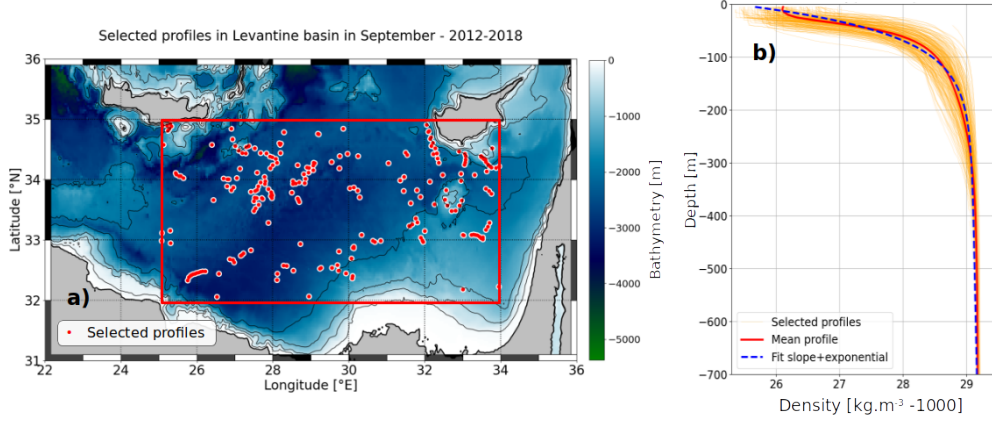 Selected profiles in Levantine basin in September - 2012-2018
36
35
34
33
32
31
Latitude [°N]
22
24
26
28
30
32
34
36
Longitude [°E]
a)
Selected profiles
0
−1000
−2000
−3000
−4000
−5000
Bathymetry [m]
b)
0
−100
−200
−300
−400
−500
−600
−700
Depth [m]
Selected profiles
Mean profile
Fit slope+exponential
26
27
28
29
Density [kg.m⁻³ -1000]